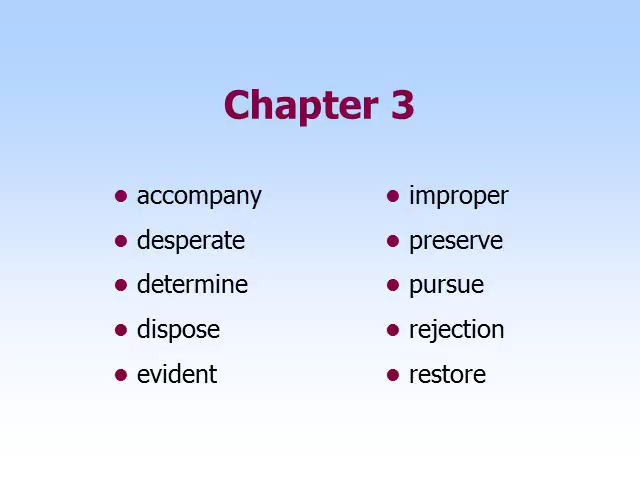 Chapter 3
• accompany
• desperate
• determine
• dispose
• evident
• improper
• preserve
• pursue
• rejection
• restore